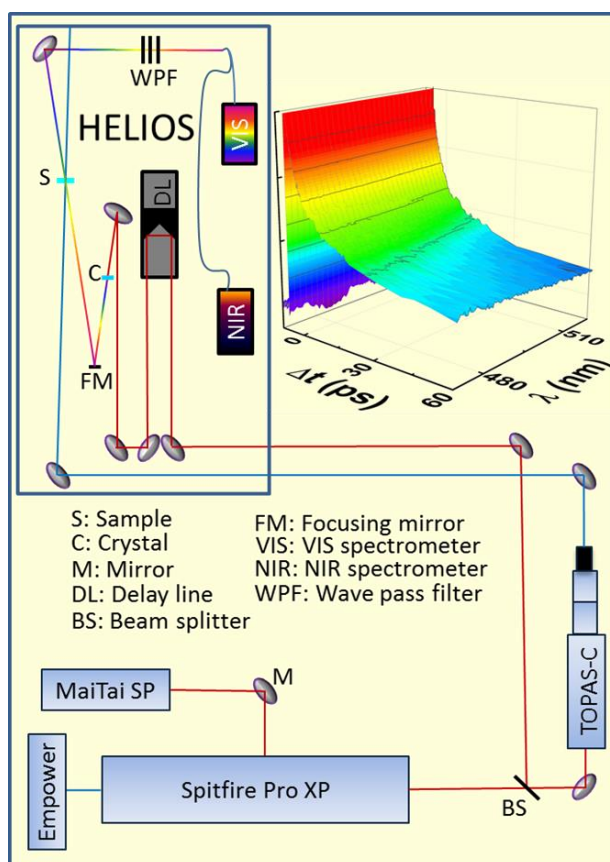 WPF
HELIOS
VIS
S
DL
C
NIR
FM
0
30
60
Δt (ps)
480
510
λ (nm)
S: Sample
C: Crystal
M: Mirror
DL: Delay line
BS: Beam splitter
FM: Focusing mirror
VIS: VIS spectrometer
NIR: NIR spectrometer
WPF: Wave pass filter
MaiTai SP
M
TOPAS-C
Empower
Spitfire Pro XP
BS